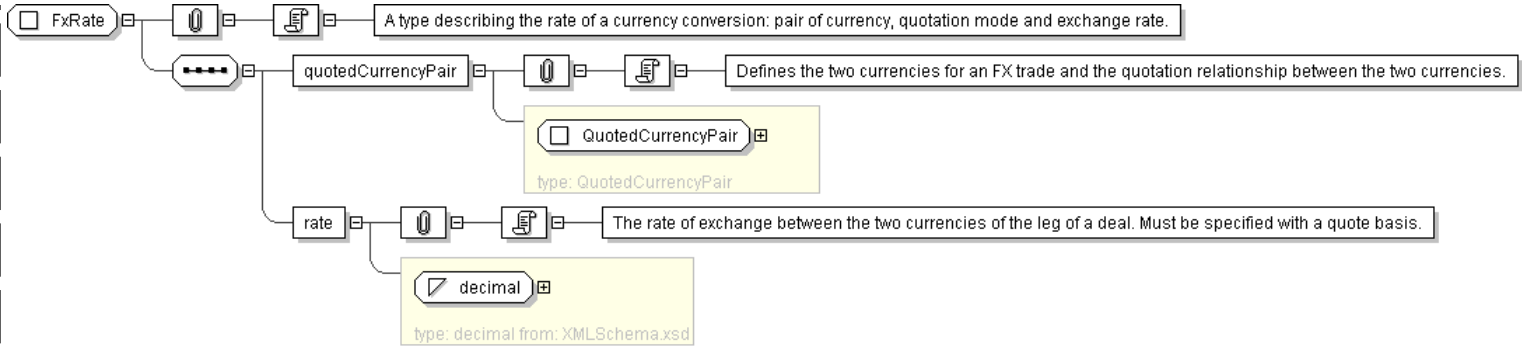 FxRate
A type describing the rate of a currency conversion: pair of currency, quotation mode and exchange rate.
quotedCurrencyPair
Defines the two currencies for an FX trade and the quotation relationship between the two currencies.
QuotedCurrencyPair
type: QuotedCurrencyPair
rate
The rate of exchange between the two currencies of the leg of a deal. Must be specified with a quote basis.
decimal
type: decimal from: XMLSchema.xsd